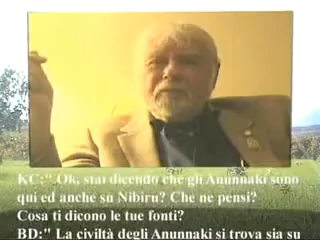 KC:" Ok, stai dicendo che gli Anunnaki sono
qui ed anche su Nibiru? Che ne pensi?
Cosa ti dicono le tue fonti?
BD:" La civiltà degli Anunnaki si trova sia su